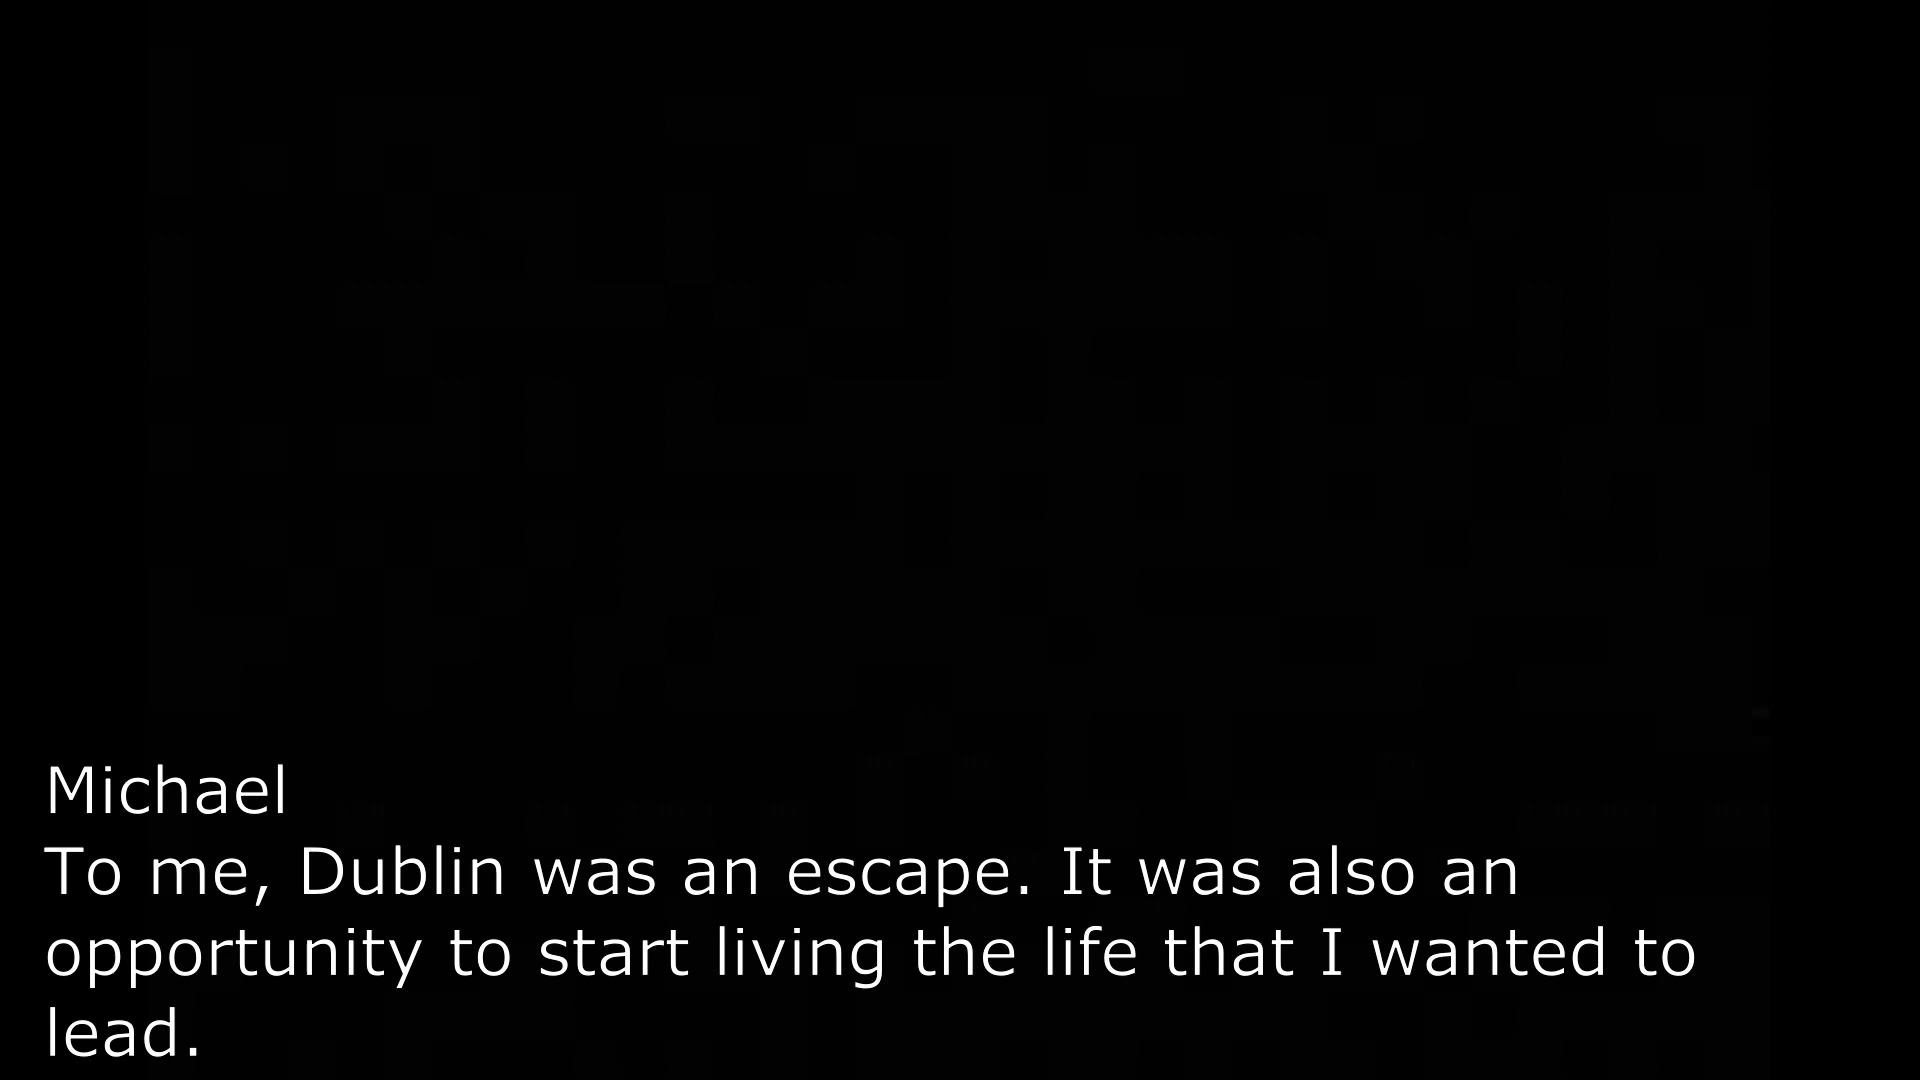 Michael
To me, Dublin was an escape. It was also an
opportunity to start living the life that I wanted to
lead.